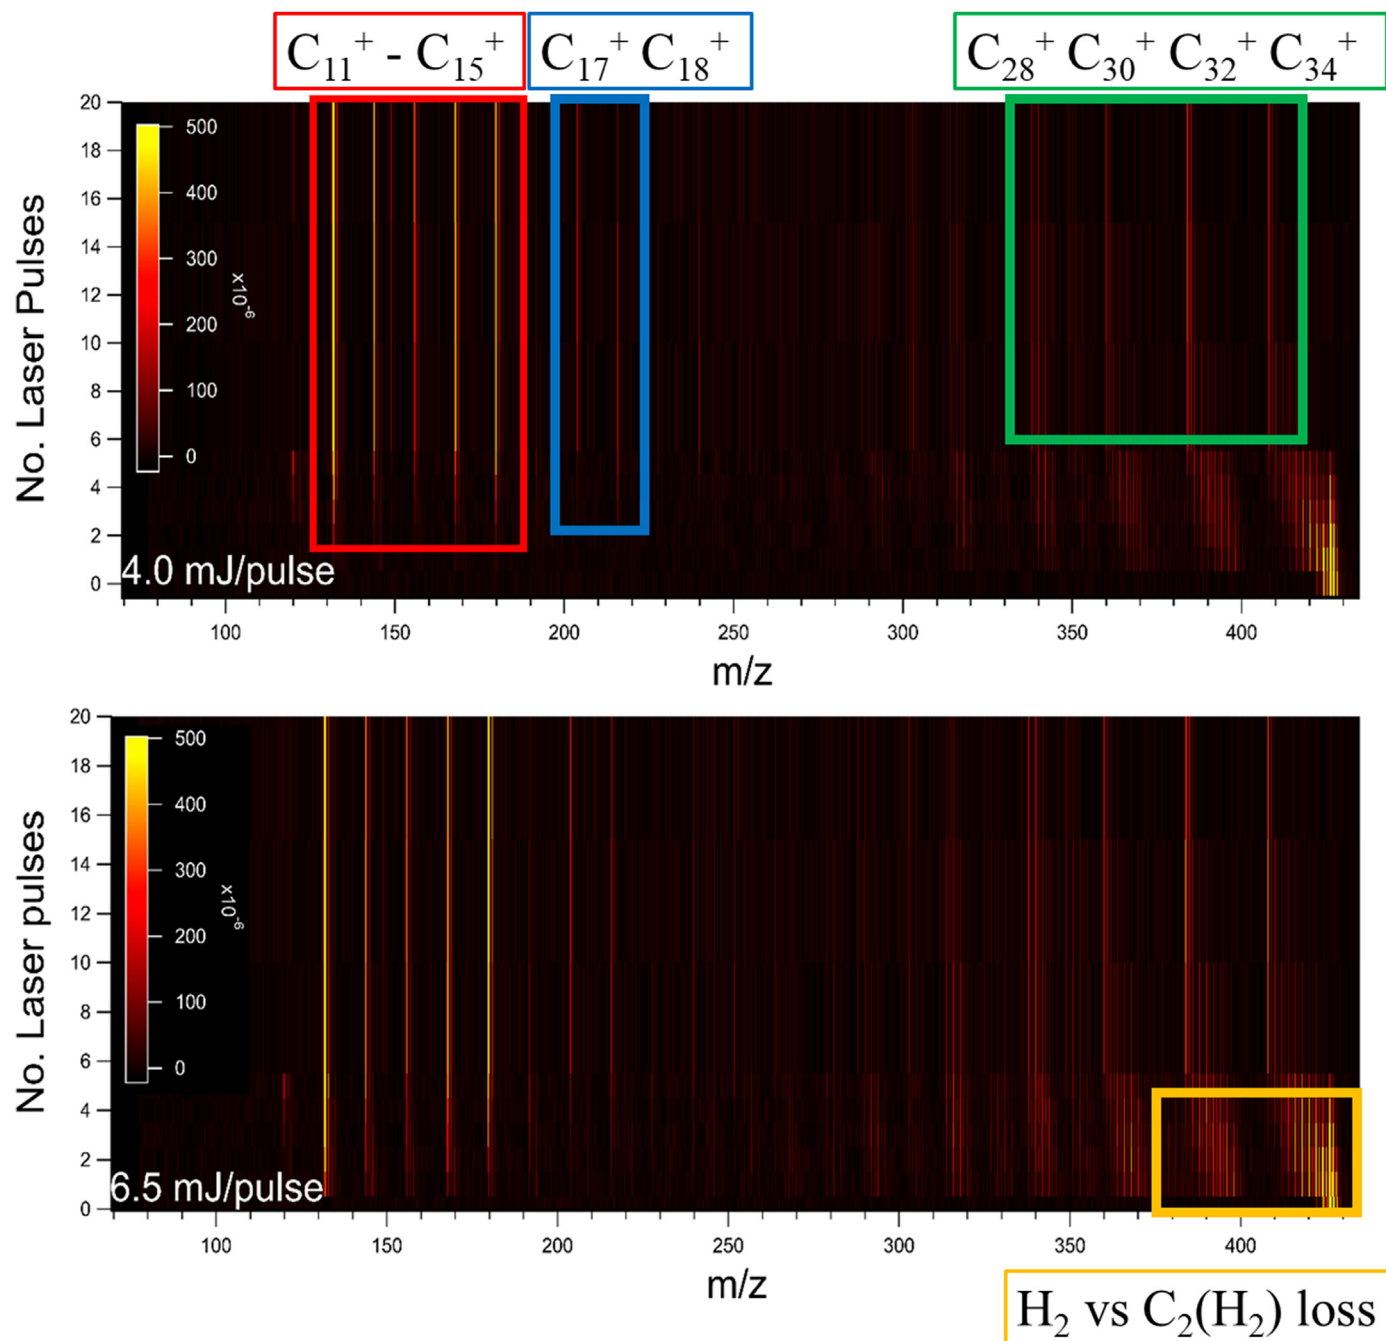 C₁₁⁺ - C₁₅⁺ C₁₇⁺ C₁₈⁺ C₂₈⁺ C₃₀⁺ C₃₂⁺ C₃₄⁺
No. Laser Pulses
20
18
16
14
12
10
8
6
4
2
0
500
400
300
200
100
0
x10⁻⁶
4.0 mJ/pulse
100 150 200 250 300 350 400
m/z
No. Laser pulses
20
18
16
14
12
10
8
6
4
2
0
500
400
300
200
100
0
x10⁻⁶
6.5 mJ/pulse
100 150 200 250 300 350 400
m/z
H₂ vs C₂(H₂) loss